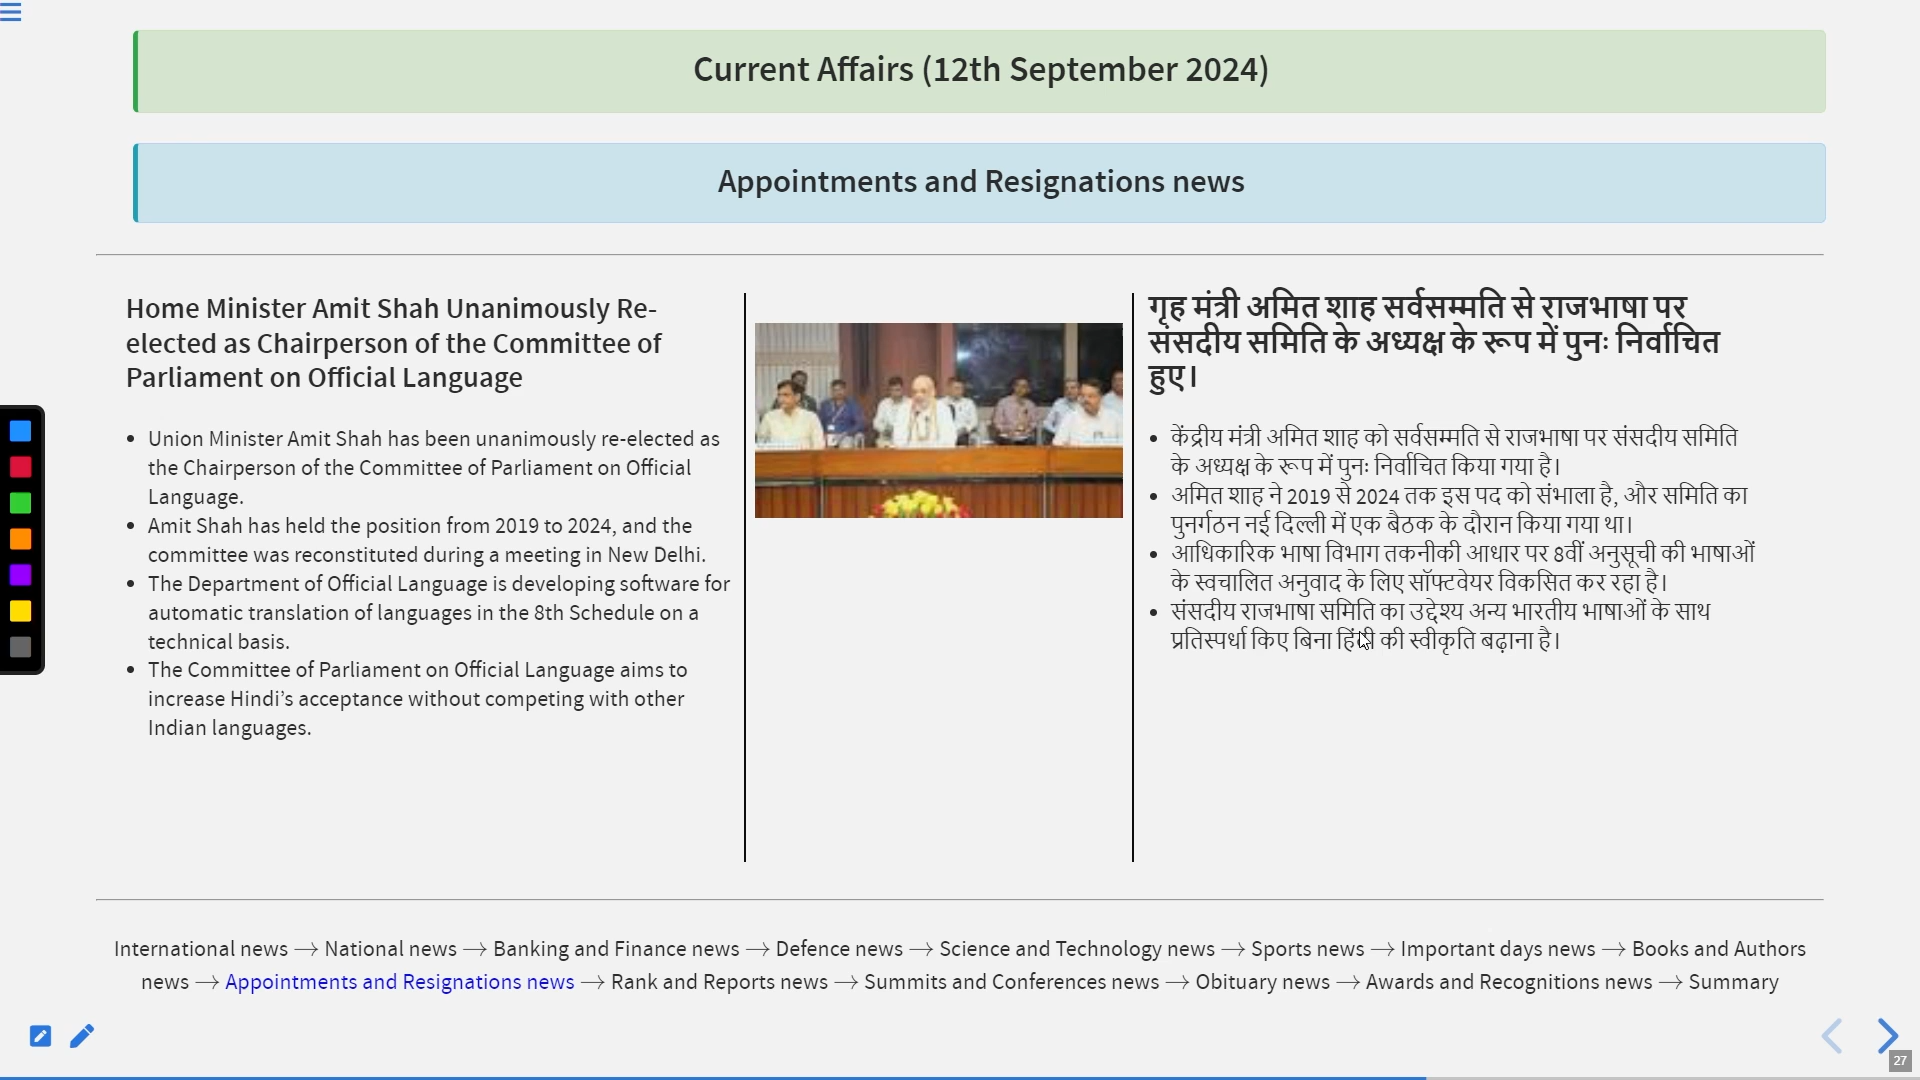 Current Affairs (12th September 2024)
Appointments and Resignations news
Home Minister Amit Shah Unanimously Re-
elected as Chairperson of the Committee of
Parliament on Official Language
• Union Minister Amit Shah has been unanimously re-elected as
the Chairperson of the Committee of Parliament on Official
Language.
• Amit Shah has held the position from 2019 to 2024, and the
committee was reconstituted during a meeting in New Delhi.
• The Department of Official Language is developing software for
automatic translation of languages in the 8th Schedule on a
technical basis.
• The Committee of Parliament on Official Language aims to
increase Hindi’s acceptance without competing with other
Indian languages.
गृह मंत्री अमित शाह सर्वसम्मति से राजभाषा पर
संसदीय समिति के अध्यक्ष के रूप में पुनः निर्वाचित
हुए।
• केंद्रीय मंत्री अमित शाह को सर्वसम्मति से राजभाषा पर संसदीय समिति
के अध्यक्ष के रूप में पुनः निर्वाचित किया गया है।
• अमित शाह ने 2019 से 2024 तक इस पद को संभाला है, और समिति का
पुनर्गठन नई दिल्ली में एक बैठक के दौरान किया गया था।
• आधिकारिक भाषा विभाग तकनीकी आधार पर 8वीं अनुसूची की भाषाओं
के स्वचालित अनुवाद के लिए सॉफ्टवेयर विकसित कर रहा है।
• संसदीय राजभाषा समिति का उद्देश्य अन्य भारतीय भाषाओं के साथ
प्रतिस्पर्धा किए बिना हिंदी की स्वीकृति बढ़ाना है।
International news → National news → Banking and Finance news → Defence news → Science and Technology news → Sports news → Important days news → Books and Authors
news → Appointments and Resignations news → Rank and Reports news → Summits and Conferences news → Obituary news → Awards and Recognitions news → Summary
27